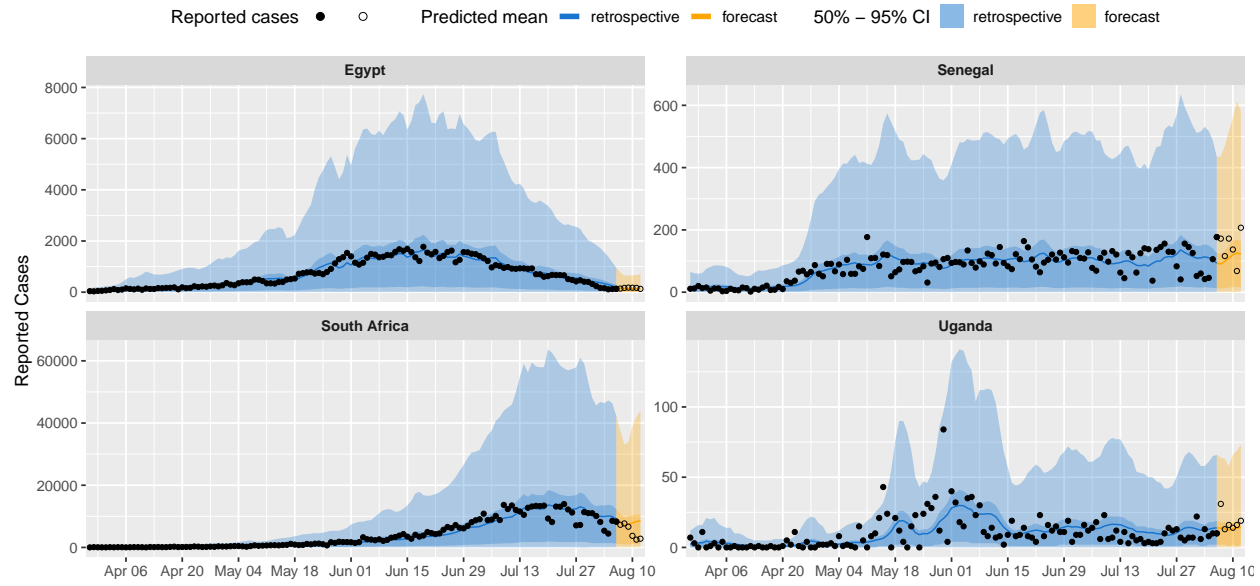 Reported cases Predicted mean retrospective forecast 50% − 95% CI retrospective forecast
Egypt
Senegal
8000
6000
4000
2000
0
600
400
200
0
Reported Cases
South Africa
Uganda
60000
40000
20000
0
100
50
0
Apr 06 Apr 20 May 04 May 18 Jun 01 Jun 15 Jun 29 Jul 13 Jul 27 Aug 10
Apr 06 Apr 20 May 04 May 18 Jun 01 Jun 15 Jun 29 Jul 13 Jul 27 Aug 10